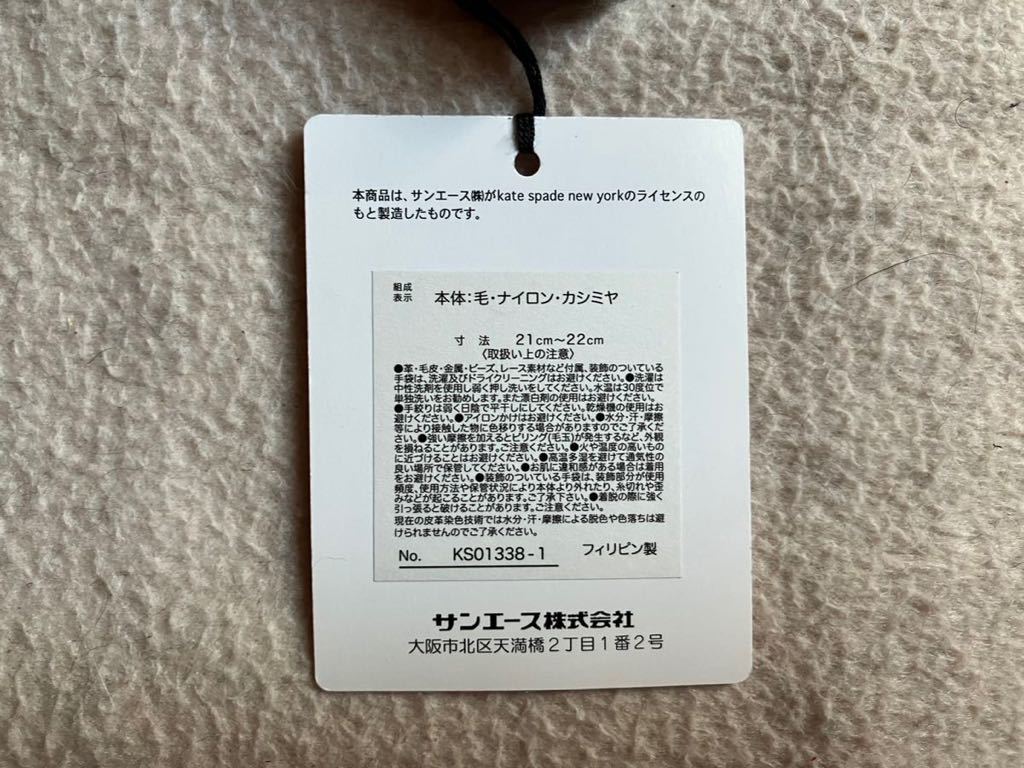 本商品は、サンエース㈱がkate spade new yorkのライセンスの
もと製造したものです。
組成
表示
本体:毛・ナイロン・カシミヤ
寸 法 21cm〜22cm
〈取扱い上の注意〉
●革・毛皮・金属・ビーズ、レース素材など付属、装飾のついている
手袋は、洗濯及びドライクリーニングはお避けください。●洗濯は
中性洗剤を使用し弱く押し洗いをしてください。水温は30度位で
単独洗いをお勧めします。また漂白剤の使用はお避けください。
●手絞りは弱く日陰で平干しにしてください。乾燥機の使用はお
避けください。●アイロンかけはお避けください。●水分・汗・摩擦
等により接触した物に色移りする場合がありますのでご了承くだ
さい。●強い摩擦を加えるとピリング(毛玉)が発生するなど、外観
を損ねることがあります。ご注意ください。●火や温度の高いもの
に近づけることはお避けください。●高温多湿を避けて通気性の
良い場所で保管してください。●お肌に違和感がある場合は着用
をお避けください。●装飾のついている手袋は、装飾部分が使用
頻度、使用方法や保管状況により本体より外れたり、糸切れや歪
みなどが起こることがあります。ご了承下さい。●着脱の際に強く
引っ張ると破けることがあります。ご注意ください。
現在の皮革染色技術では水分・汗・摩擦による脱色や色落ちは避
けられませんのでご了承ください。
No. KS01338-1 フィリピン製
サンエース株式会社
大阪市北区天満橋2丁目1番2号